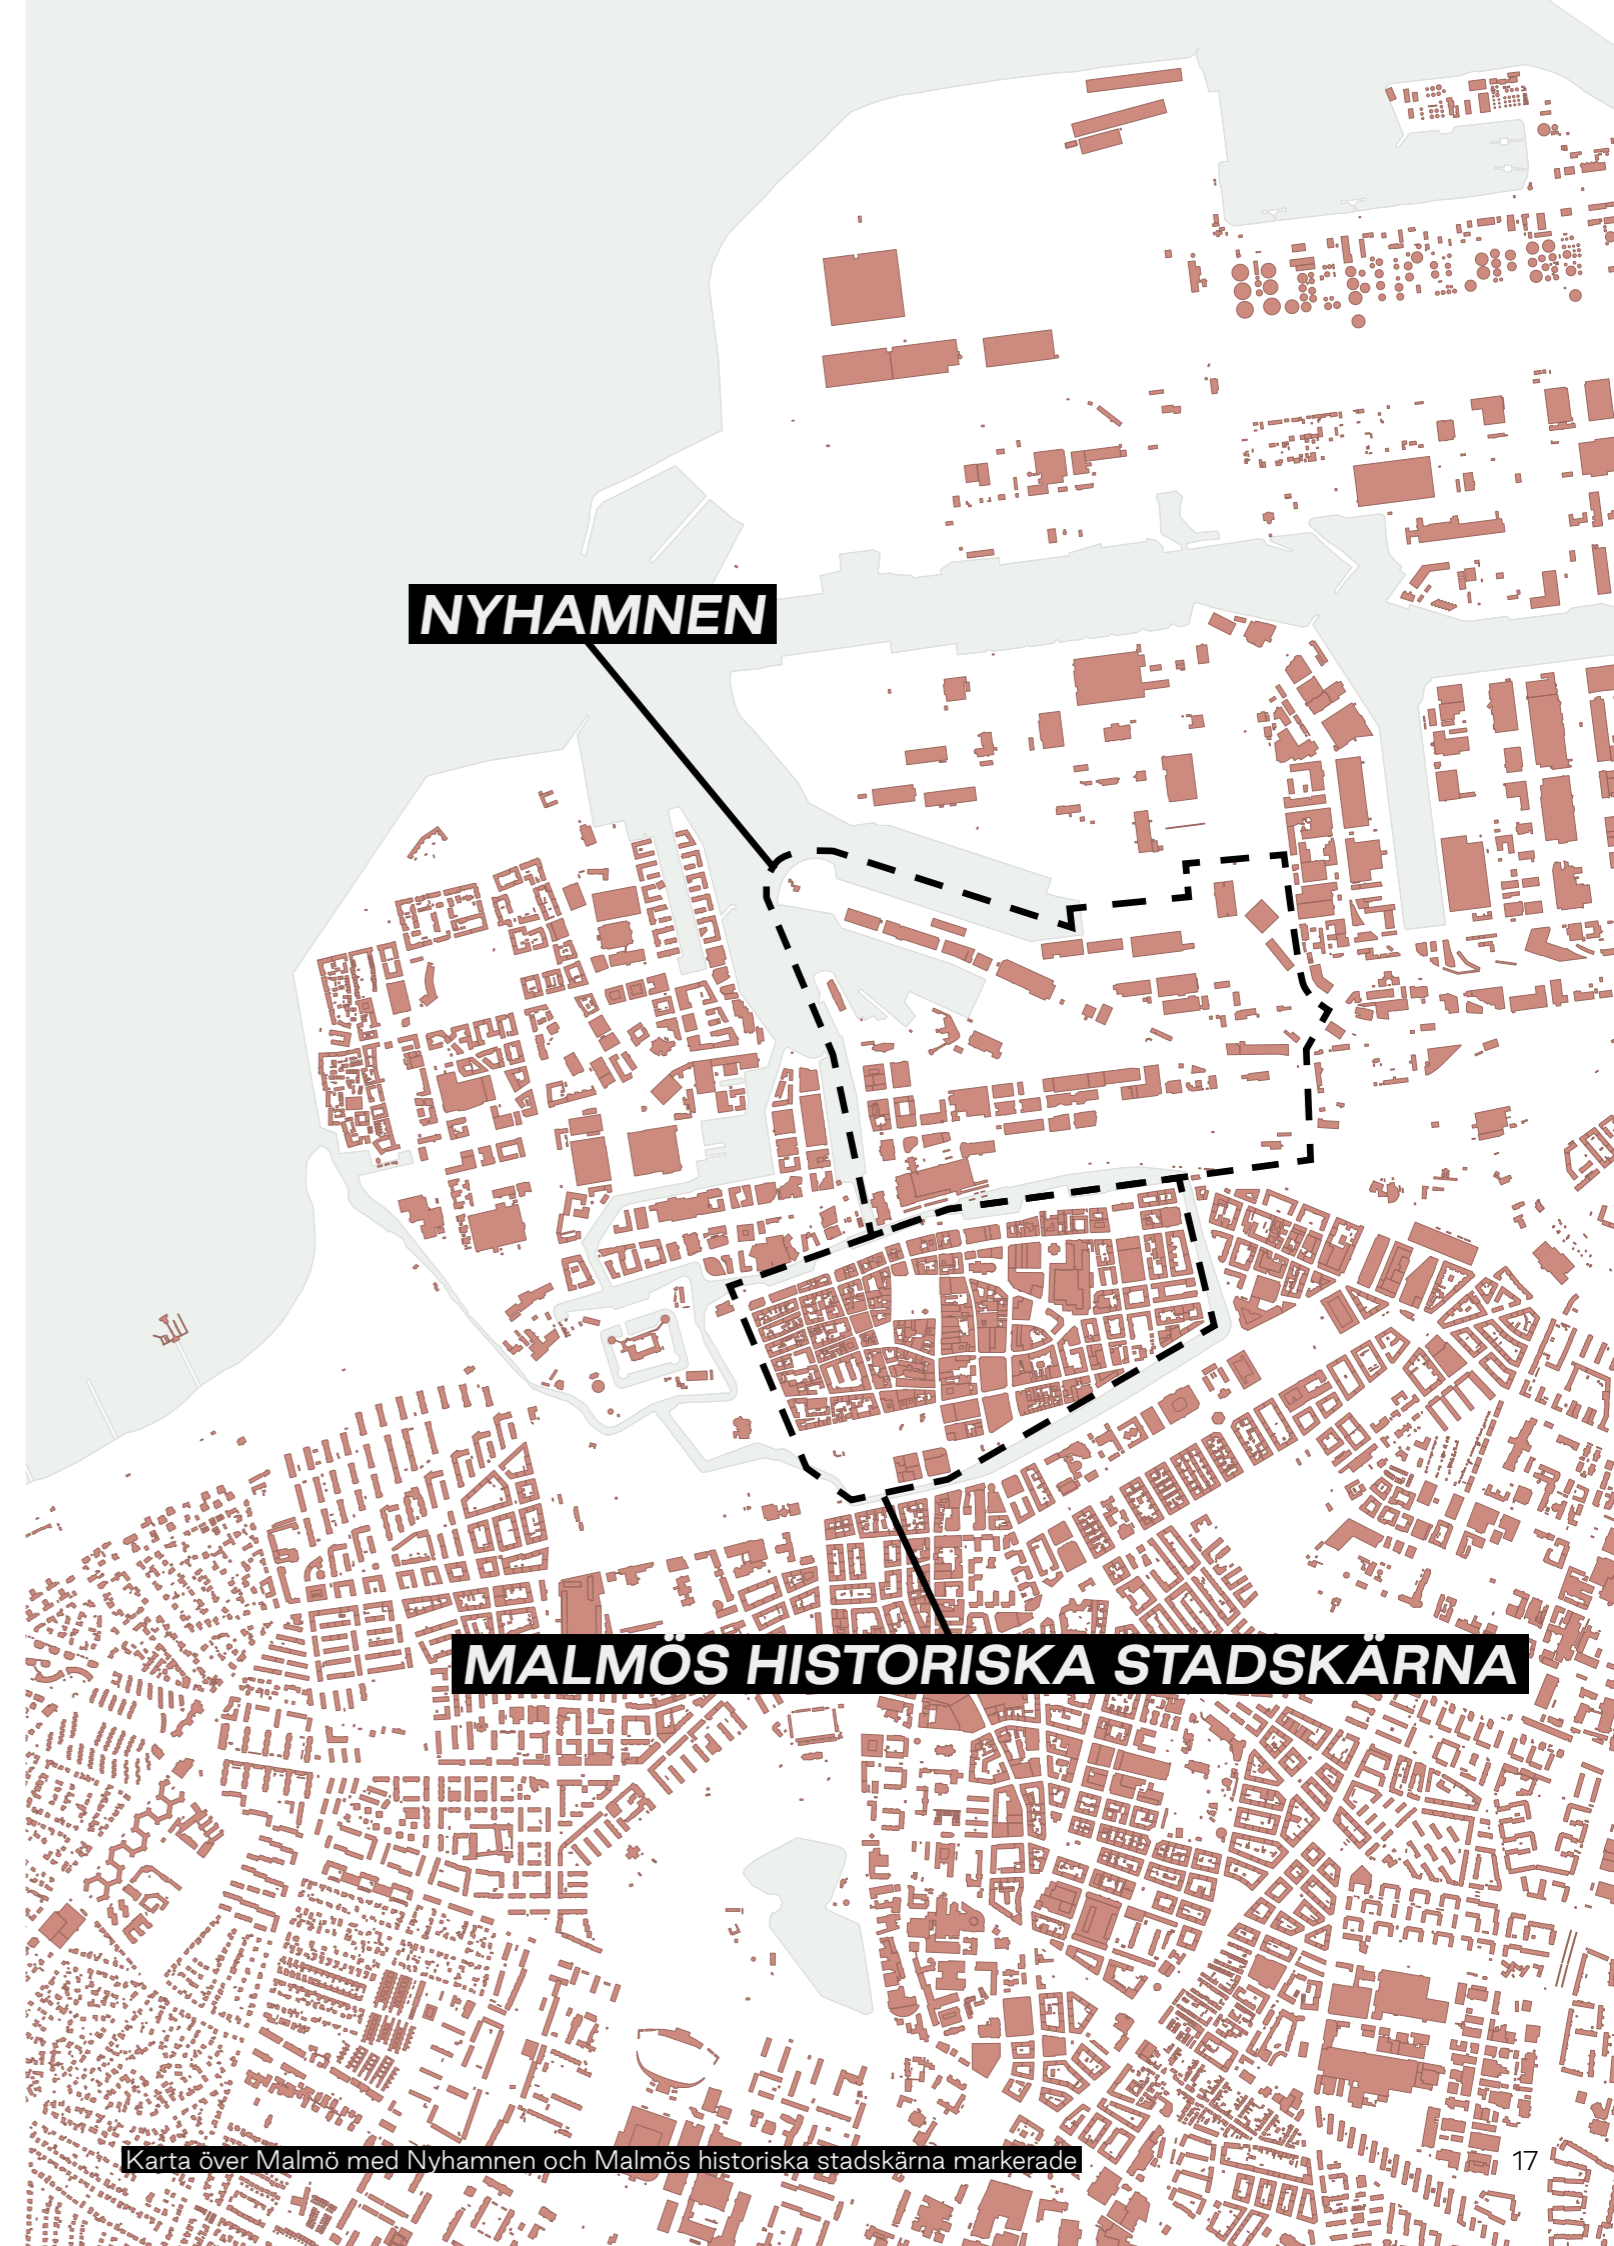 NYHAMNEN
MALMÖS HISTORISKA STADSKÄRNA
Karta över Malmö med Nyhamnen och Malmös historiska stadskärna markerade
17